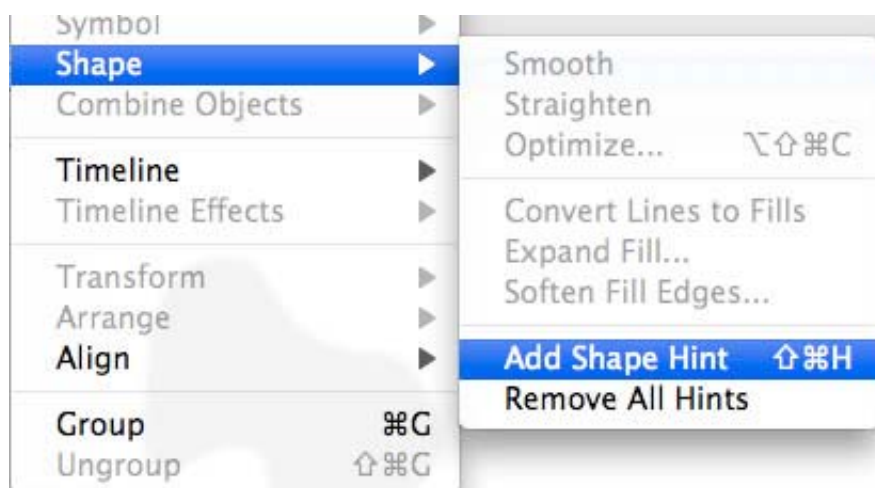 Symbol
Shape
Combine Objects
Timeline
Timeline Effects
Transform
Arrange
Align
Group ⌘G
Ungroup ⇧⌘G
Smooth
Straighten
Optimize... ⌥⇧⌘C
Convert Lines to Fills
Expand Fill...
Soften Fill Edges...
Add Shape Hint ⇧⌘H
Remove All Hints